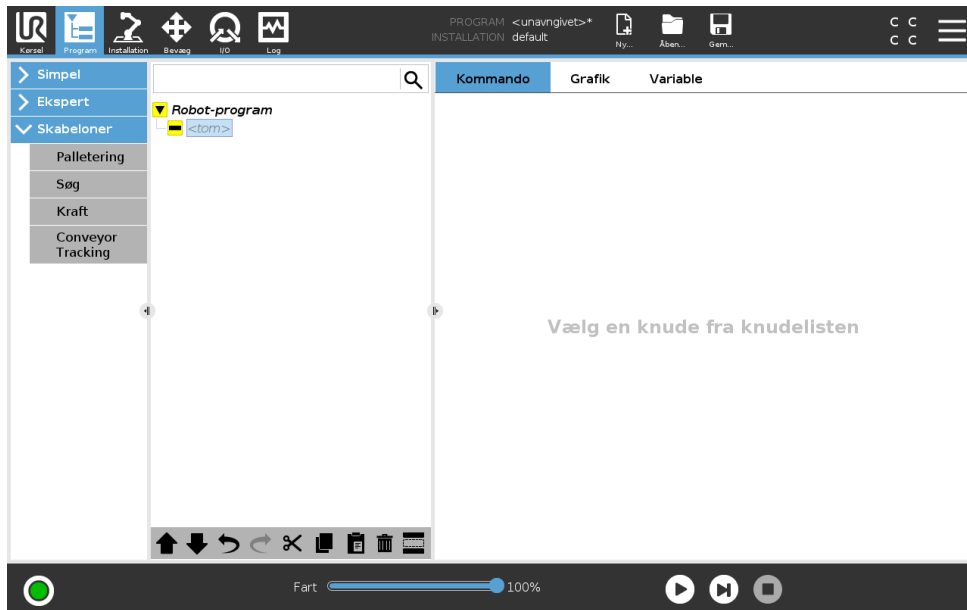 UR
Kørsel
Program
Installation
Bevæg
I/O
Log
PROGRAM <unavngivet>*
INSTALLATION default
Ny...
Åben...
Gem...
C C
C C
Simpel
Ekspert
Skabeloner
Palletering
Søg
Kraft
Conveyor
Tracking
Robot-program
<tom>
Kommando
Grafik
Variable
Vælg en knude fra knudelisten
Fart
100%